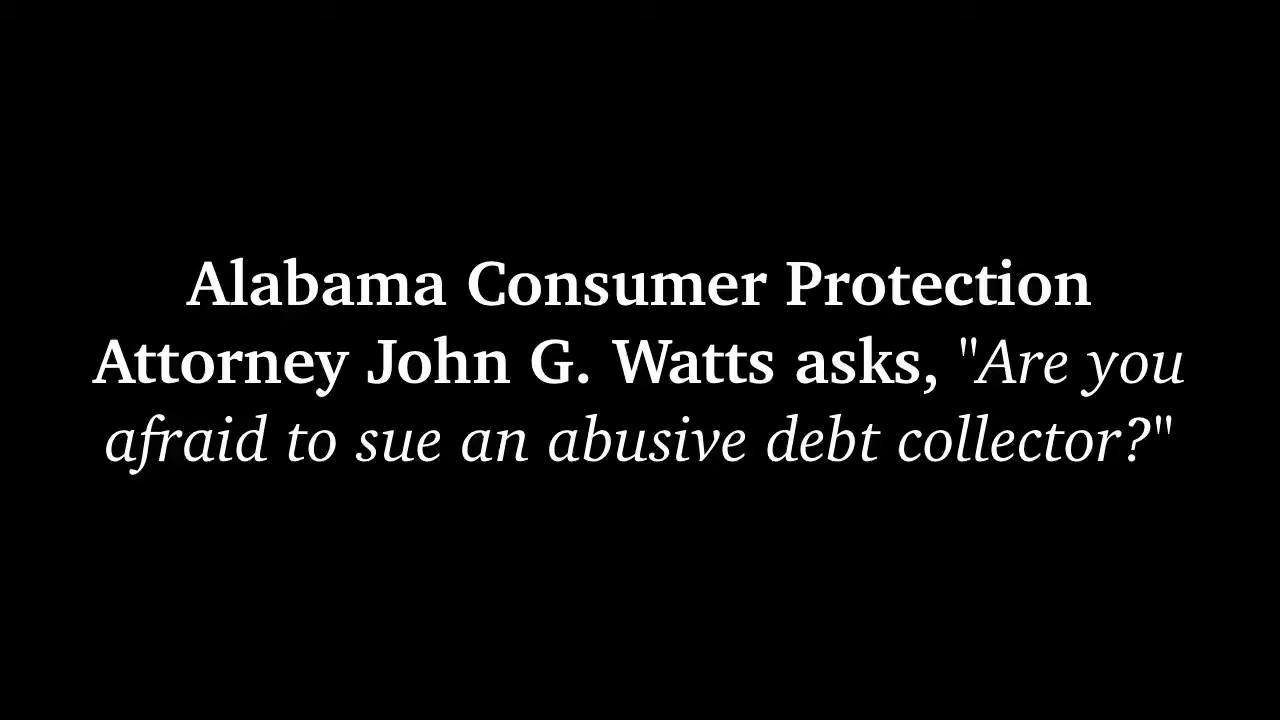 Alabama Consumer Protection
Attorney John G. Watts asks, "Are you
afraid to sue an abusive debt collector?"